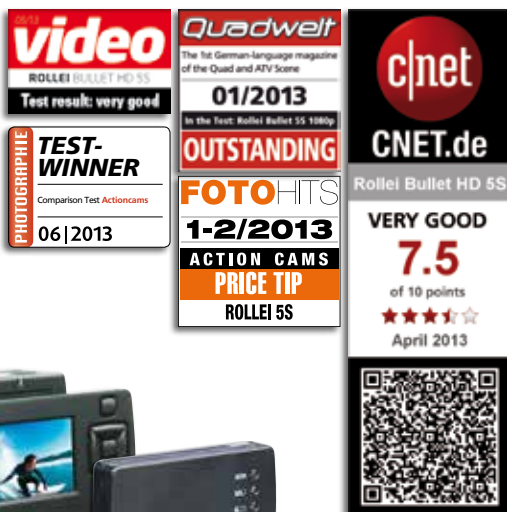 05/13
video
ROLLEI BULLET HD 5S
Test result: very good
PHOTOGRAPHIE
TEST-
WINNER
Comparison Test Actioncams
06|2013
Quadwelt
The 1st German-language magazine
of the Quad and ATV Scene
01/2013
In the Test: Rollei Bullet 5S 1080p
OUTSTANDING
FOTOHITS
1-2/2013
ACTION CAMS
PRICE TIP
ROLLEI 5S
c|net
CNET.de
Rollei Bullet HD 5S
VERY GOOD
7.5
of 10 points
April 2013